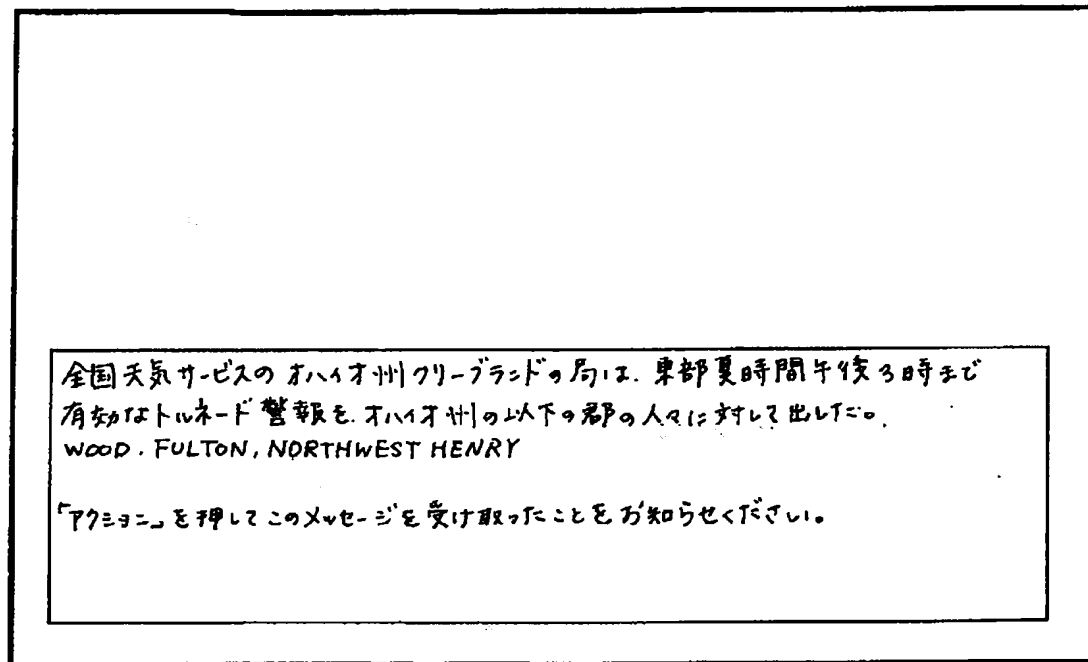 全国天気サービスの オハイオ州クリーブランドの局は、東部夏時間午後3時まで
有効なトルネード警報を、オハイオ州の以下の郡の人々に対して出した。
WOOD, FULTON, NORTHWEST HENRY
「アクション」を押してこのメッセージを受け取ったことをお知らせください。